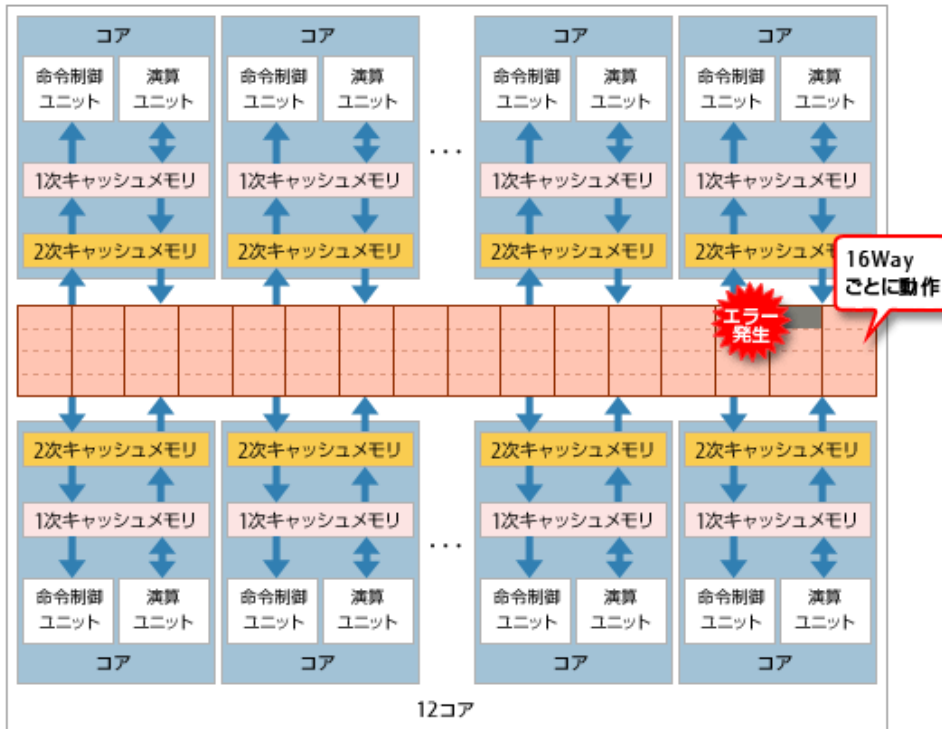 コア
コア
コア
コア
命令制御
ユニット
演算
ユニット
命令制御
ユニット
演算
ユニット
命令制御
ユニット
演算
ユニット
命令制御
ユニット
演算
ユニット
...
1次キャッシュメモリ
1次キャッシュメモリ
1次キャッシュメモリ
1次キャッシュメモリ
2次キャッシュメモリ
2次キャッシュメモリ
2次キャッシュメモリ
2次キャッシュメモリ
16Way
ごとに動作
エラー
発生
2次キャッシュメモリ
2次キャッシュメモリ
2次キャッシュメモリ
2次キャッシュメモリ
1次キャッシュメモリ
1次キャッシュメモリ
1次キャッシュメモリ
1次キャッシュメモリ
...
命令制御
ユニット
演算
ユニット
命令制御
ユニット
演算
ユニット
命令制御
ユニット
演算
ユニット
命令制御
ユニット
演算
ユニット
コア
コア
コア
コア
12コア